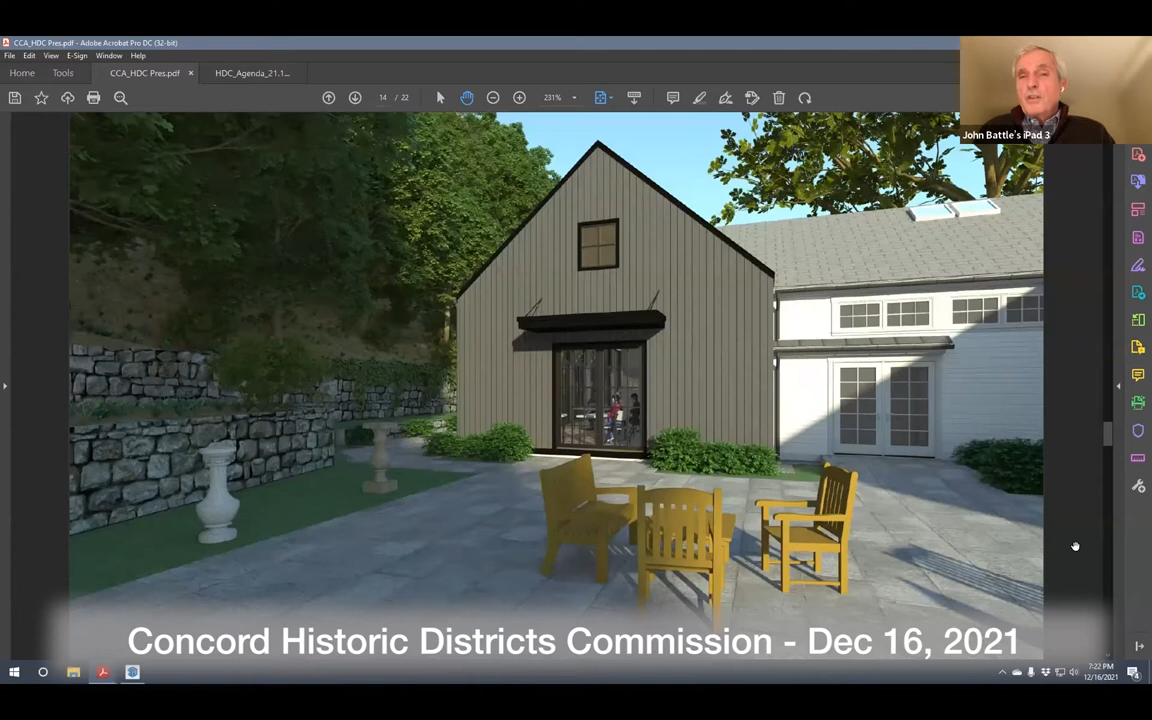 CCA_HDC Pres.pdf - Adobe Acrobat Pro DC (32-bit)
File Edit View E-Sign Window Help
Home Tools CCA_HDC Pres.pdf × HDC_Agenda_21.1...
14 / 22 231%
John Battle's iPad 3
Concord Historic Districts Commission - Dec 16, 2021
7:22 PM
12/16/2021
4